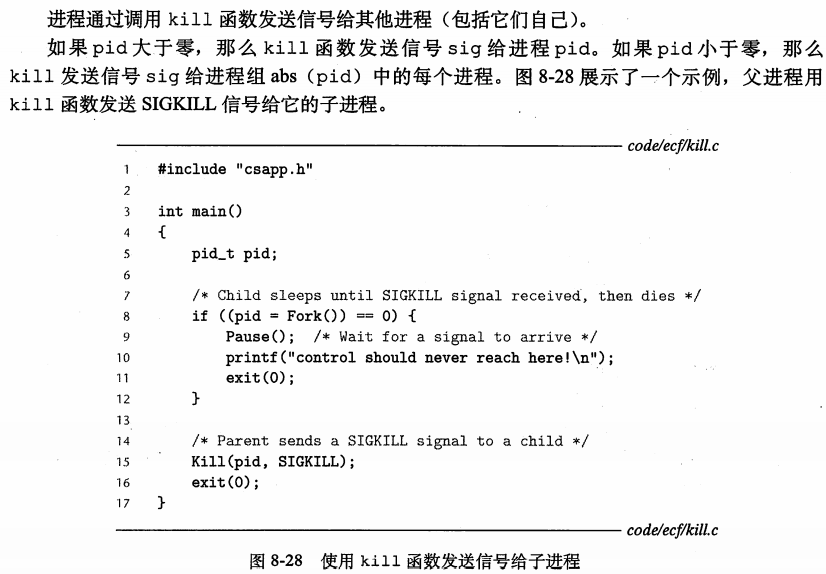 进程通过调用 kill 函数发送信号给其他进程（包括它们自己）。
如果 pid 大于零，那么 kill 函数发送信号 sig 给进程 pid。如果 pid 小于零，那么
kill 发送信号 sig 给进程组 abs（pid）中的每个进程。图 8-28 展示了一个示例，父进程用
kill 函数发送 SIGKILL 信号给它的子进程。
code/ecf/kill.c
1 #include "csapp.h"
2
3 int main()
4 {
5     pid_t pid;
6
7     /* Child sleeps until SIGKILL signal received, then dies */
8     if ((pid = Fork()) == 0) {
9         Pause();  /* Wait for a signal to arrive */
10         printf("control should never reach here!\n");
11         exit(0);
12     }
13
14     /* Parent sends a SIGKILL signal to a child */
15     Kill(pid, SIGKILL);
16     exit(0);
17 }
code/ecf/kill.c
图 8-28 使用 kill 函数发送信号给子进程